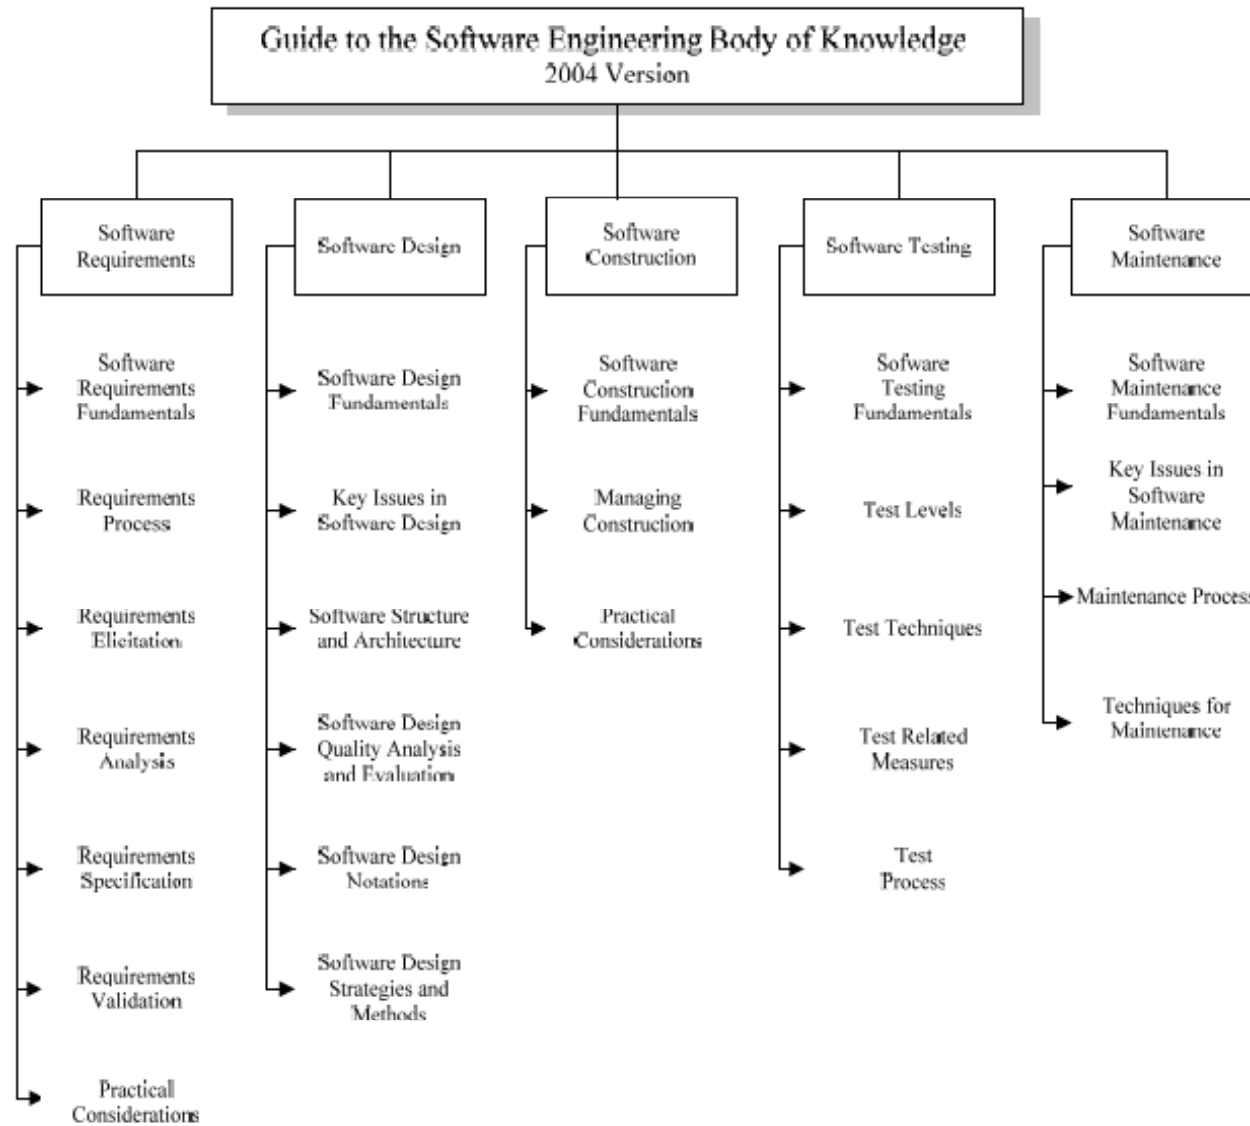 Guide to the Software Engineering Body of Knowledge
2004 Version
Software
Requirements
Software
Requirements
Fundamentals
Requirements
Process
Requirements
Elicitation
Requirements
Analysis
Requirements
Specification
Requirements
Validation
Practical
Considerations
Software Design
Software Design
Fundamentals
Key Issues in
Software Design
Software Structure
and Architecture
Software Design
Quality Analysis
and Evaluation
Software Design
Notations
Software Design
Strategies and
Methods
Software
Construction
Software
Construction
Fundamentals
Managing
Construction
Practical
Considerations
Software Testing
Sofware
Testing
Fundamentals
Test Levels
Test Techniques
Test Related
Measures
Test
Process
Software
Maintenance
Software
Maintenance
Fundamentals
Key Issues in
Software
Maintenance
Maintenance Process
Techniques for
Maintenance